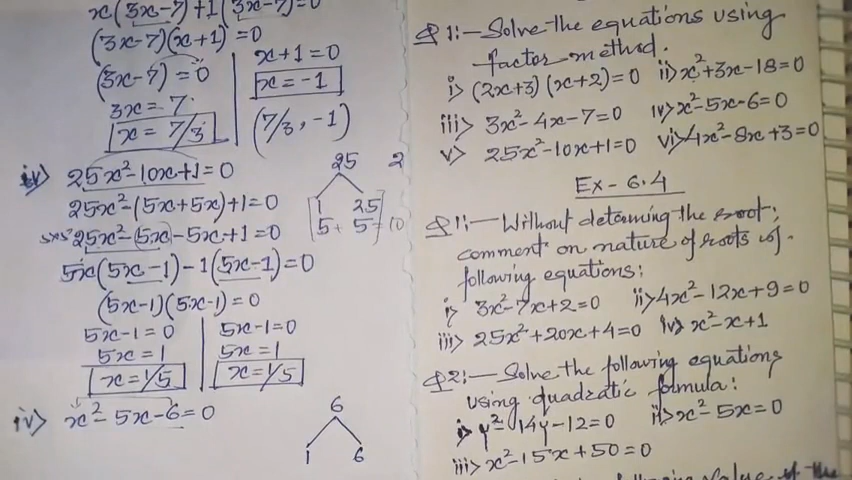 x(3x-7)+1(3x-7)=0
(3x-7)(x+1)=0
(3x-7)=0
x+1=0
3x=7
x=-1
x=7/3
(7/3, -1)
iv) 25x²-10x+1=0
25 2
25x²-(5x+5x)+1=0
1 25
5+5=10
5x5 25x²-(5x)-5x+1=0
5x(5x-1)-1(5x-1)=0
(5x-1)(5x-1)=0
5x-1=0
5x-1=0
5x=1
5x=1
x=1/5
x=1/5
iv) x²-5x-6=0
6
1 6
Q1:- Solve the equations using
factor method.
i) (2x+3)(x+2)=0 ii) x²+3x-18=0
iii) 3x²-4x-7=0 iv) x²-5x-6=0
v) 25x²-10x+1=0 vi) 4x²-8x+3=0
Ex-6.4
Q1:- Without determing the root;
comment on nature of roots of
following equations:
i) 3x²-7x+2=0 ii) 4x²-12x+9=0
iii) 25x²+20x+4=0 iv) x²-x+1
Q2:- Solve the following equations
using quadratic formula:
i) y²-14y-12=0 ii) x²-5x=0
iii) x²-15x+50=0
following value of the